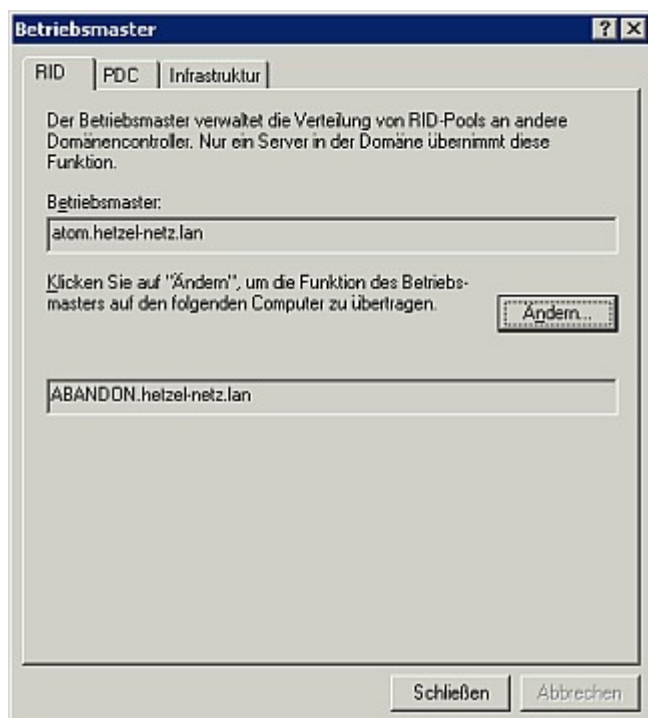 Betriebsmaster
RID
PDC
Infrastruktur
Der Betriebsmaster verwaltet die Verteilung von RID-Pools an andere
Domänencontroller. Nur ein Server in der Domäne übernimmt diese
Funktion.
Betriebsmaster:
atom.hetzel-netz.lan
Klicken Sie auf "Ändern", um die Funktion des Betriebs-
masters auf den folgenden Computer zu übertragen.
Ändern...
ABANDON.hetzel-netz.lan
Schließen
Abbrechen